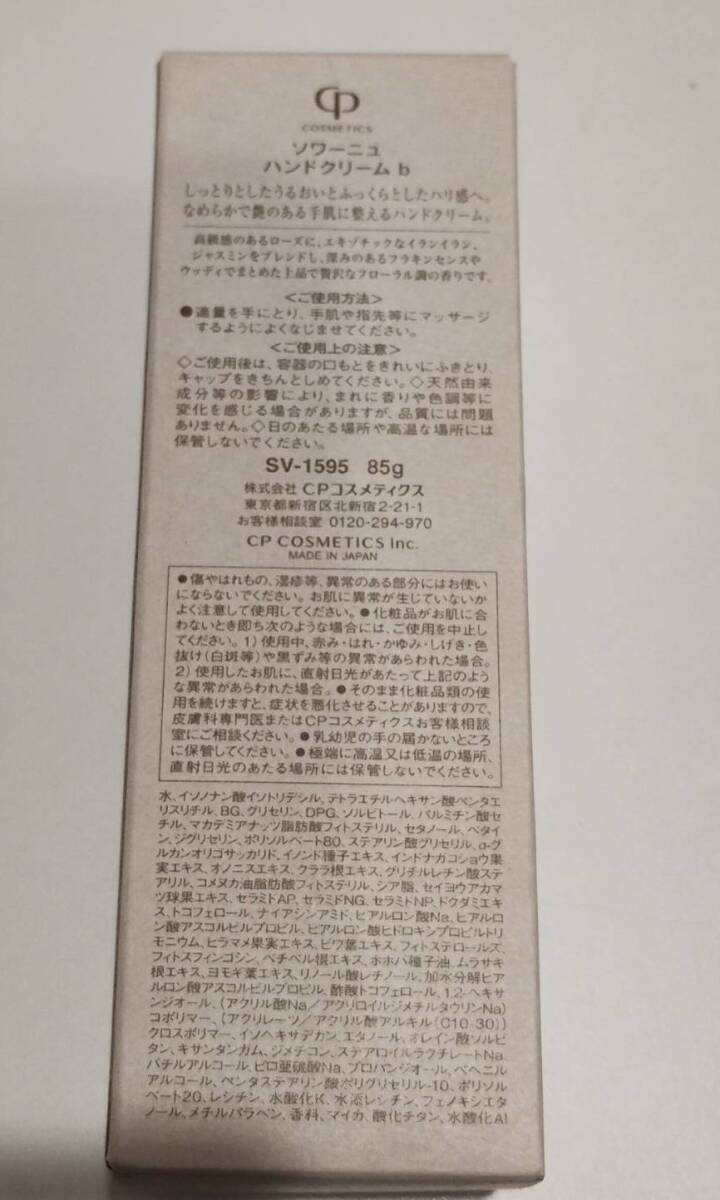 CP
COSMETICS
ソワーニュ
ハンドクリーム b
しっとりとしたうるおいとふっくらとしたハリ感へ。
なめらかで艶のある手肌に整えるハンドクリーム。
高級感のあるローズに、エキゾチックなイランイラン、
ジャスミンをブレンドし、深みのあるフランキンセンスや
ウッディでまとめた上品で贅沢なフローラル調の香りです。
<ご使用方法>
●適量を手にとり、手肌や指先等にマッサージ
するようによくなじませてください。
<ご使用上の注意>
◇ご使用後は、容器の口もとをきれいにふきとり、
キャップをきちんとしめてください。◇天然由来
成分等の影響により、まれに香りや色調等に
変化を感じる場合がありますが、品質には問題
ありません。◇日のあたる場所や高温な場所には
保管しないでください。
SV-1595 85g
株式会社 CPコスメティクス
東京都新宿区北新宿2-21-1
お客様相談室 0120-294-970
CP COSMETICS Inc.
MADE IN JAPAN
●傷やはれもの、湿疹等、異常のある部分にはお使い
にならないでください。お肌に異常が生じていないか
よく注意して使用してください。●化粧品がお肌に合
わないとき即ち次のような場合には、ご使用を中止し
てください。1) 使用中、赤み・はれ・かゆみ・しげき・色
抜け(白斑等)や黒ずみ等の異常があらわれた場合。
2) 使用したお肌に、直射日光があたって上記のよう
な異常があらわれた場合。●そのまま化粧品類の使
用を続けますと、症状を悪化させることがありますので、
皮膚科専門医またはCPコスメティクスお客様相談
室にご相談ください。●乳幼児の手の届かないところ
に保管してください。●極端に高温又は低温の場所、
直射日光のあたる場所には保管しないでください。
水、イソノナン酸イソトリデシル、テトラエチルヘキサン酸ペンタエ
リスリチル、BG、グリセリン、DPG、ソルビトール、パルミチン酸セ
チル、マカデミアナッツ脂肪酸フィトステリル、セタノール、ベタイ
ン、ジグリセリン、ポリソルベート80、ステアリン酸グリセリル、α-グ
ルカンオリゴサッカリド、イノンド種子エキス、インドナガコショウ果
実エキス、オノニスエキス、クララ根エキス、グリチルレチン酸ステ
アリル、コメヌカ油脂肪酸フィトステリル、シア脂、セイヨウアカマ
ツ球果エキス、セラミドAP、セラミドNG、セラミドNP、ドクダミエキ
ス、トコフェロール、ナイアシンアミド、ヒアルロン酸Na、ヒアルロ
ン酸アスコルビルプロピル、ヒアルロン酸ヒドロキシプロピルトリ
モニウム、ヒラマメ果実エキス、ビワ葉エキス、フィトステロールズ、
フィトスフィンゴシン、ベチベル根エキス、ホホバ種子油、ムラサキ
根エキス、ヨモギ葉エキス、リノール酸レチノール、加水分解ヒア
ルロン酸アスコルビルプロピル、酢酸トコフェロール、1,2-ヘキサ
ンジオール、(アクリル酸Na/アクリロイルジメチルタウリンNa)
コポリマー、(アクリレーツ/アクリル酸アルキル(C10-30))
クロスポリマー、イソヘキサデカン、エタノール、オレイン酸ソルビ
タン、キサンタンガム、ジメチコン、ステアロイルラクチレートNa、
バチルアルコール、ピロ亜硫酸Na、プロパンジオール、ベヘニル
アルコール、ペンタステアリン酸ポリグリセリル-10、ポリソル
ベート20、レシチン、水酸化K、水添レシチン、フェノキシエタ
ノール、メチルパラベン、香料、マイカ、酸化チタン、水酸化Al